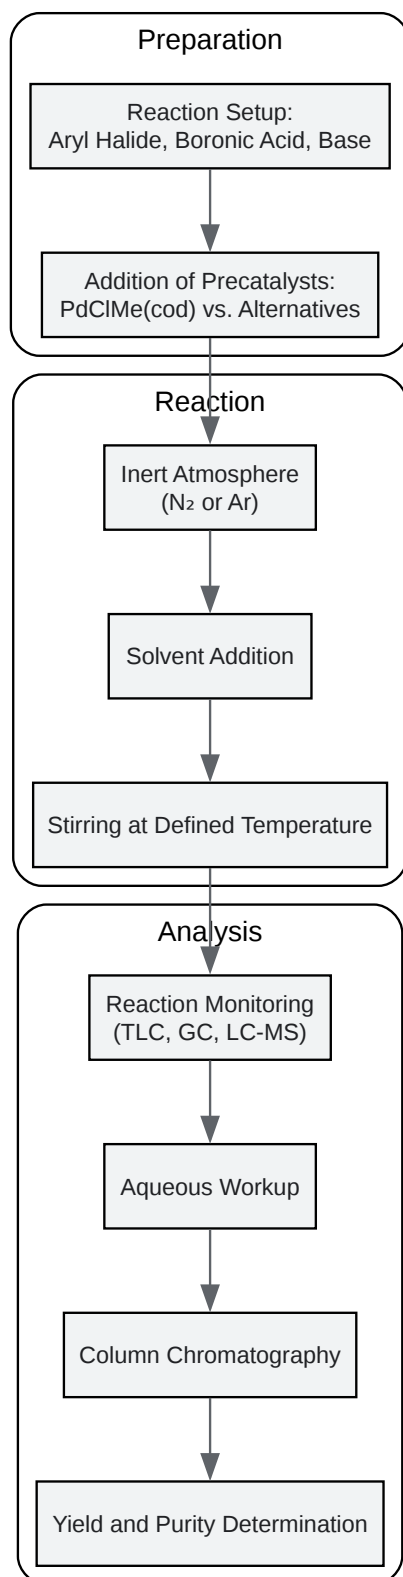 Preparation
Reaction Setup:
Aryl Halide, Boronic Acid, Base
Addition of Precatalysts:
PdClMe(cod) vs. Alternatives
Reaction
Inert Atmosphere
(N₂ or Ar)
Solvent Addition
Stirring at Defined Temperature
Analysis
Reaction Monitoring
(TLC, GC, LC-MS)
Aqueous Workup
Column Chromatography
Yield and Purity Determination